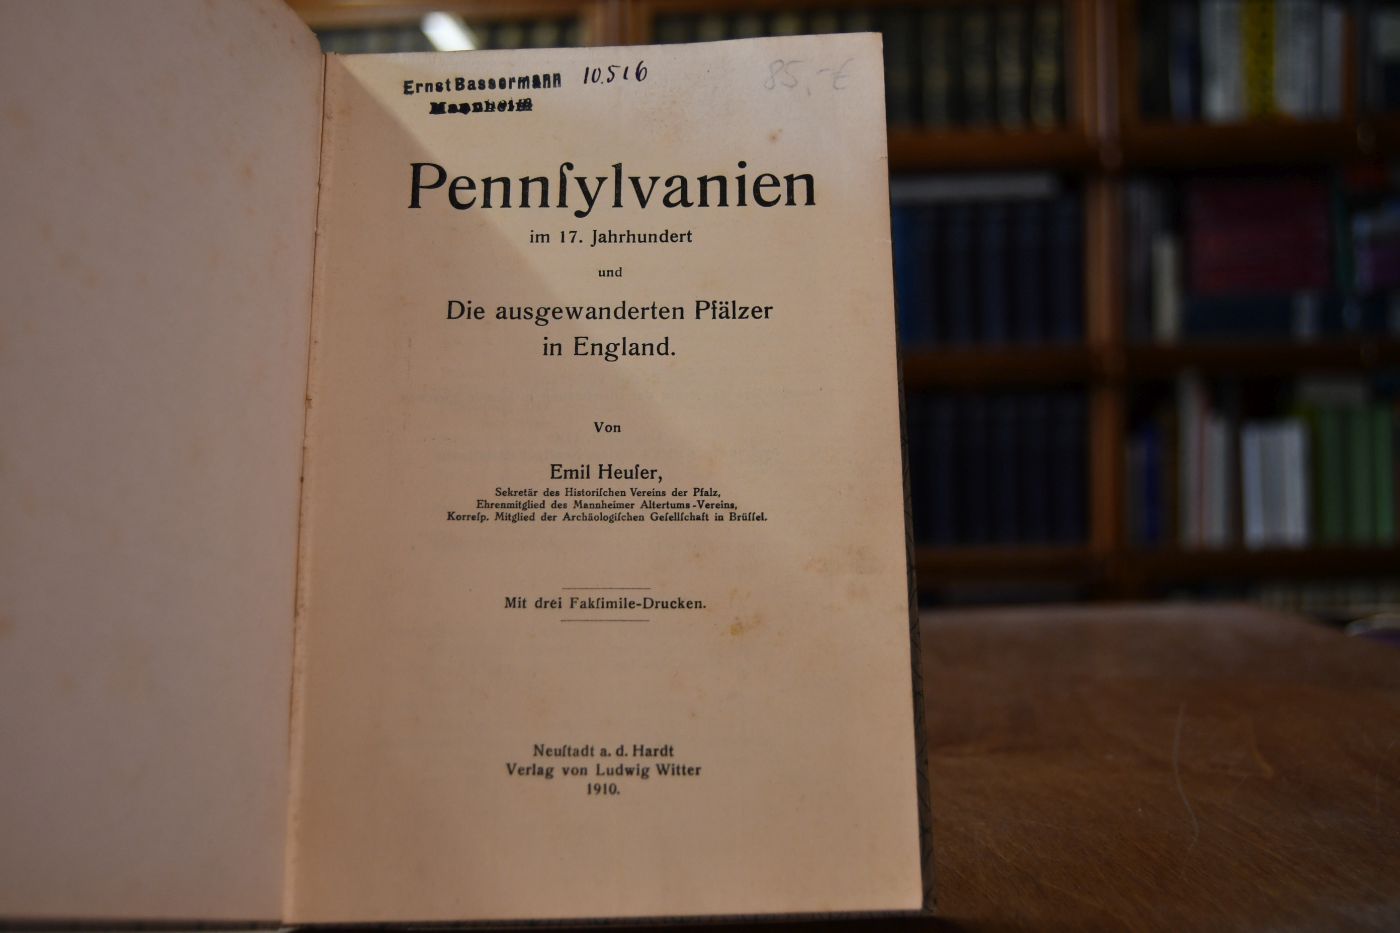 Ernst Bassermann 10.516 85,-€
Mannheim
Pennſylvanien
im 17. Jahrhundert
und
Die ausgewanderten Pfälzer
in England.
Von
Emil Heuſer,
Sekretär des Hiſtoriſchen Vereins der Pfalz,
Ehrenmitglied des Mannheimer Altertums-Vereins,
Korreſp. Mitglied der Archäologiſchen Geſellſchaft in Brüſſel.
Mit drei Fakſimile-Drucken.
Neuſtadt a. d. Hardt
Verlag von Ludwig Witter
1910.